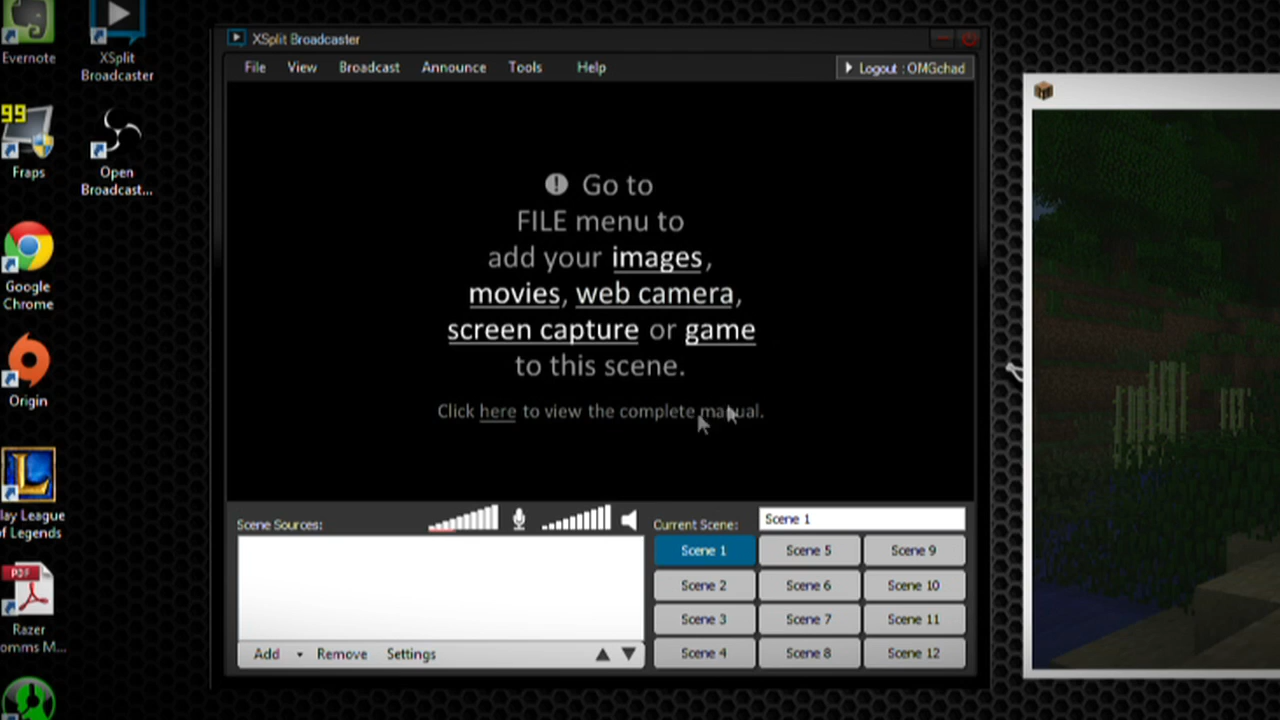 Evernote
XSplit
Broadcaster
99
Fraps
Open
Broadcast...
Google
Chrome
Origin
lay League
of Legends
PDF
Razer
omms M...
XSplit Broadcaster
File View Broadcast Announce Tools Help
Logout : OMGchad
! Go to
FILE menu to
add your images,
movies, web camera,
screen capture or game
to this scene.
Click here to view the complete manual.
Scene Sources:
Current Scene: Scene 1
Scene 1 Scene 5 Scene 9
Scene 2 Scene 6 Scene 10
Scene 3 Scene 7 Scene 11
Scene 4 Scene 8 Scene 12
Add Remove Settings